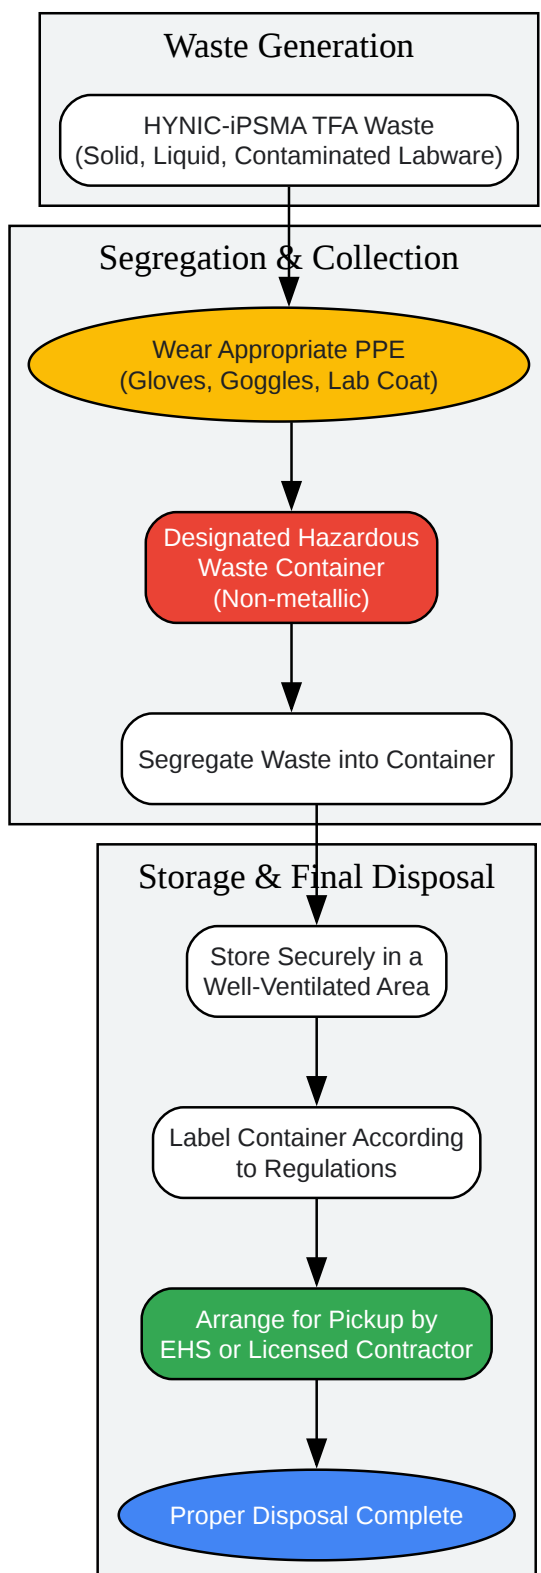 Waste Generation
HYNIC-iPSMA TFA Waste
(Solid, Liquid, Contaminated Labware)
Segregation & Collection
Wear Appropriate PPE
(Gloves, Goggles, Lab Coat)
Designated Hazardous
Waste Container
(Non-metallic)
Segregate Waste into Container
Storage & Final Disposal
Store Securely in a
Well-Ventilated Area
Label Container According
to Regulations
Arrange for Pickup by
EHS or Licensed Contractor
Proper Disposal Complete